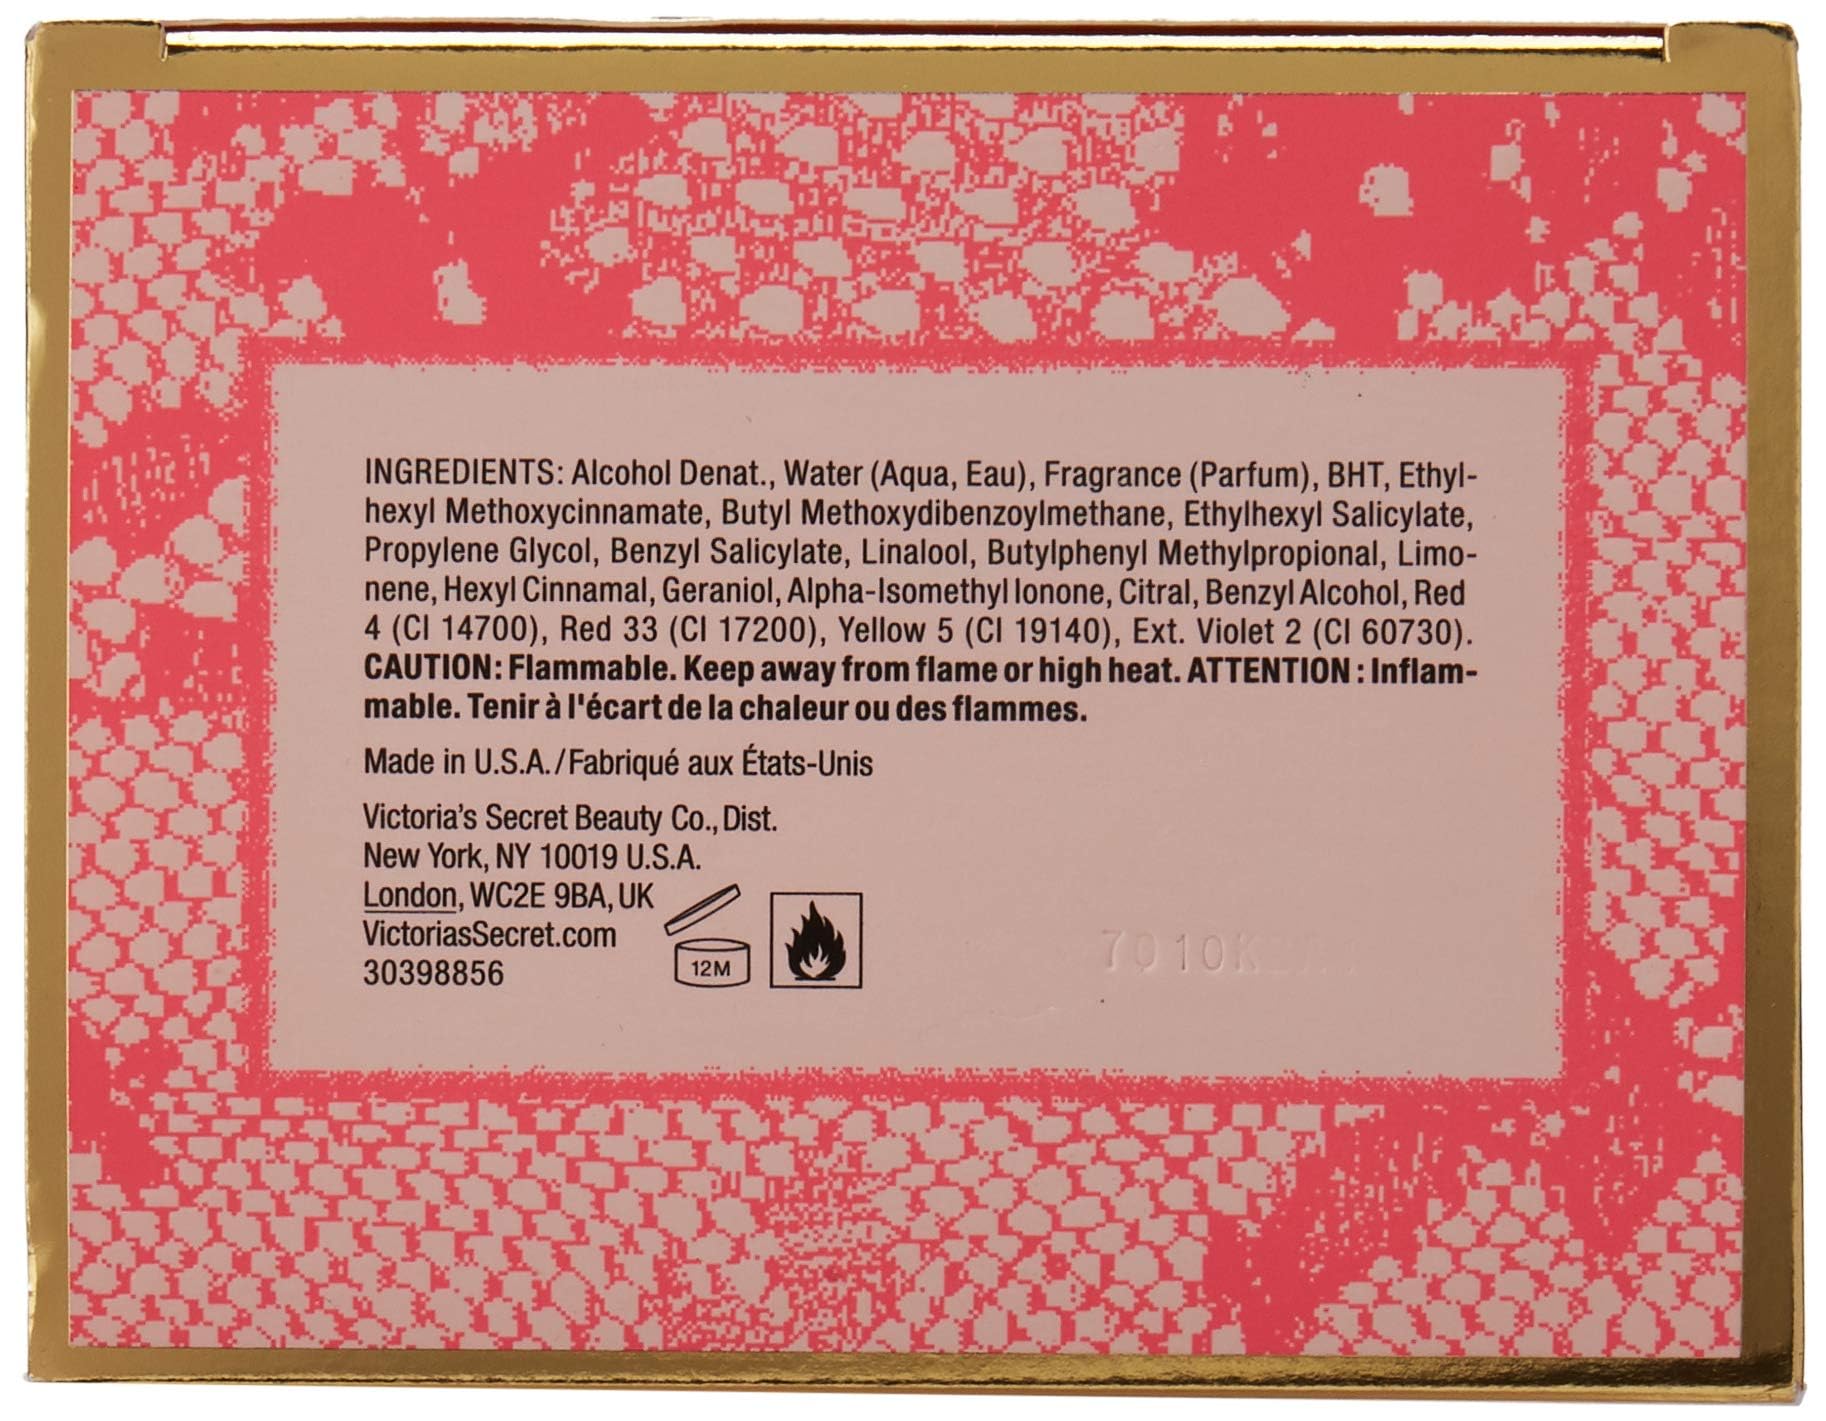 INGREDIENTS: Alcohol Denat., Water (Aqua, Eau), Fragrance (Parfum), BHT, Ethyl-
hexyl Methoxycinnamate, Butyl Methoxydibenzoylmethane, Ethylhexyl Salicylate,
Propylene Glycol, Benzyl Salicylate, Linalool, Butylphenyl Methylpropional, Limo-
nene, Hexyl Cinnamal, Geraniol, Alpha-Isomethyl Ionone, Citral, Benzyl Alcohol, Red
4 (CI 14700), Red 33 (CI 17200), Yellow 5 (CI 19140), Ext. Violet 2 (CI 60730).
CAUTION: Flammable. Keep away from flame or high heat. ATTENTION : Inflam-
mable. Tenir à l'écart de la chaleur ou des flammes.
Made in U.S.A./Fabriqué aux États-Unis
Victoria's Secret Beauty Co., Dist.
New York, NY 10019 U.S.A.
London, WC2E 9BA, UK
VictoriasSecret.com
30398856
12M